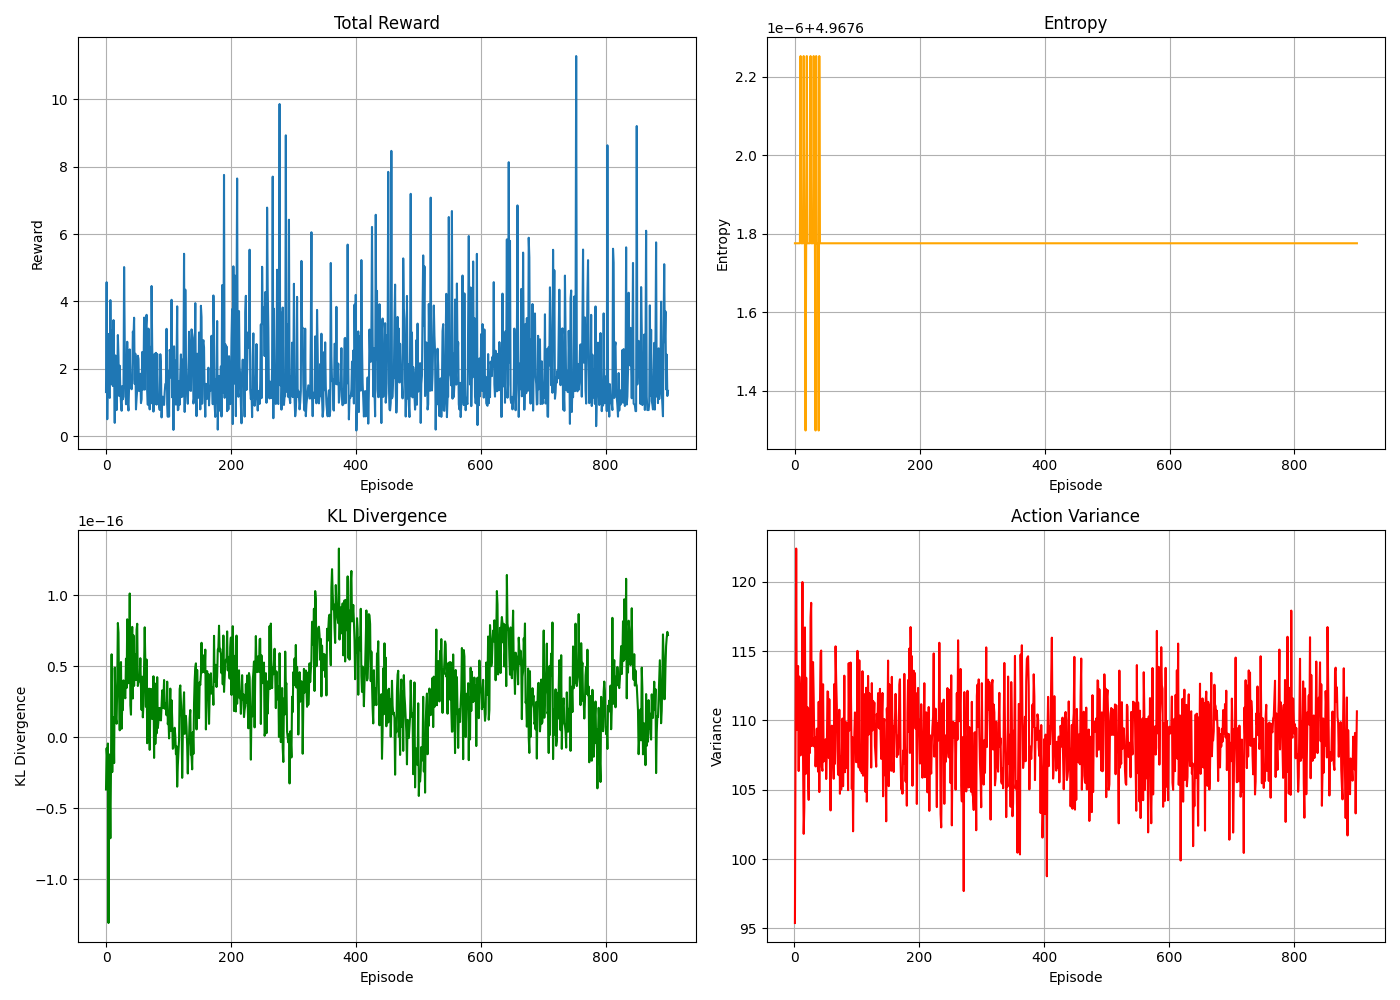 Total Reward
Reward
10
8
6
4
2
0
0 200 400 600 800
Episode
Entropy
1e−6+4.9676
Entropy
2.2
2.0
1.8
1.6
1.4
0 200 400 600 800
Episode
KL Divergence
1e−16
KL Divergence
1.0
0.5
0.0
−0.5
−1.0
0 200 400 600 800
Episode
Action Variance
Variance
120
115
110
105
100
95
0 200 400 600 800
Episode